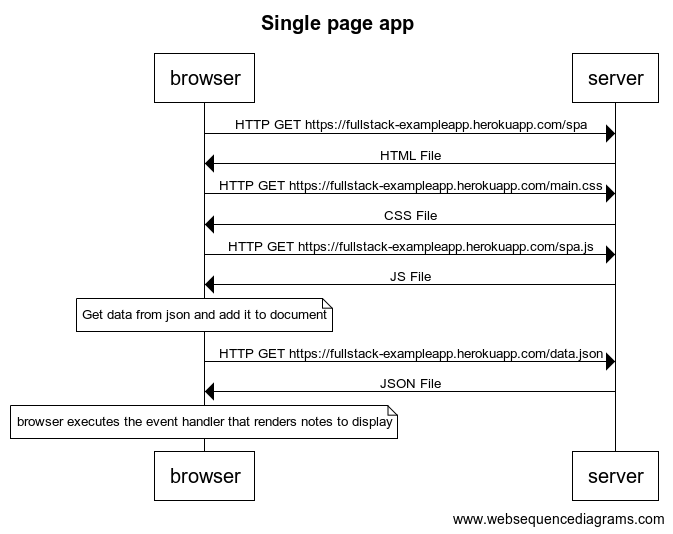 Single page app
browser
server
HTTP GET https://fullstack-exampleapp.herokuapp.com/spa
HTML File
HTTP GET https://fullstack-exampleapp.herokuapp.com/main.css
CSS File
HTTP GET https://fullstack-exampleapp.herokuapp.com/spa.js
JS File
Get data from json and add it to document
HTTP GET https://fullstack-exampleapp.herokuapp.com/data.json
JSON File
browser executes the event handler that renders notes to display
browser
server
www.websequencediagrams.com